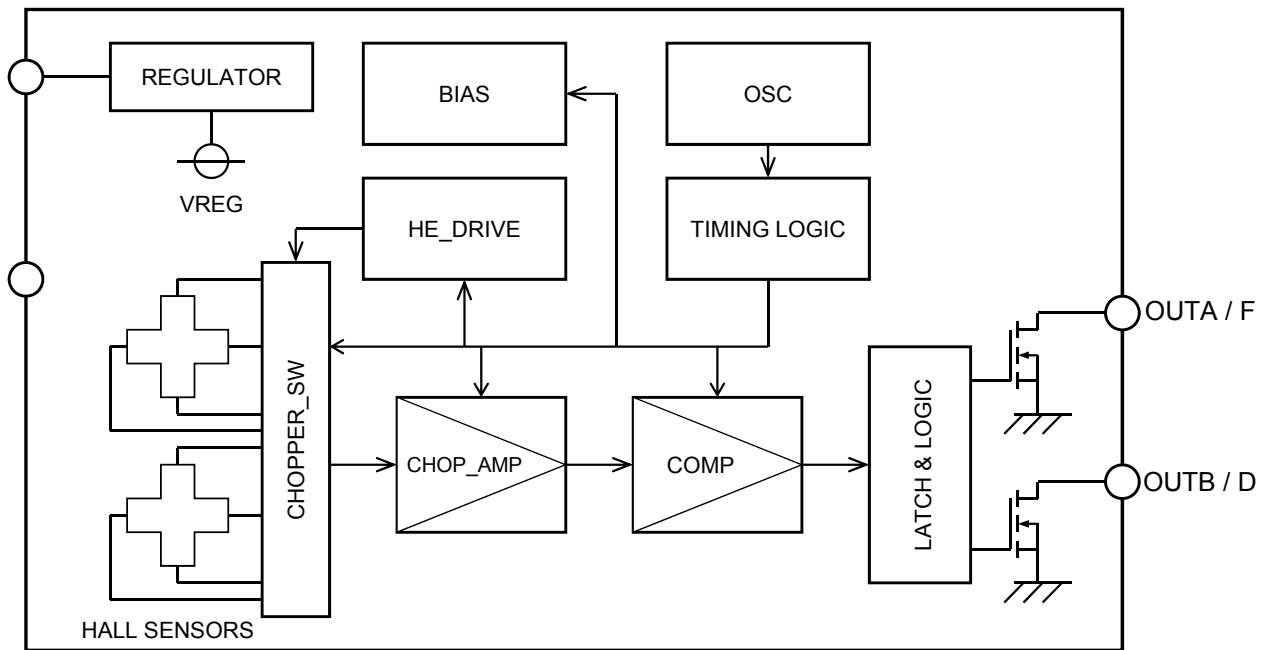 REGULATOR
BIAS
OSC
VREG
HE_DRIVE
TIMING LOGIC
OUTA / F
CHOPPER_SW
CHOP_AMP
COMP
LATCH & LOGIC
OUTB / D
HALL SENSORS